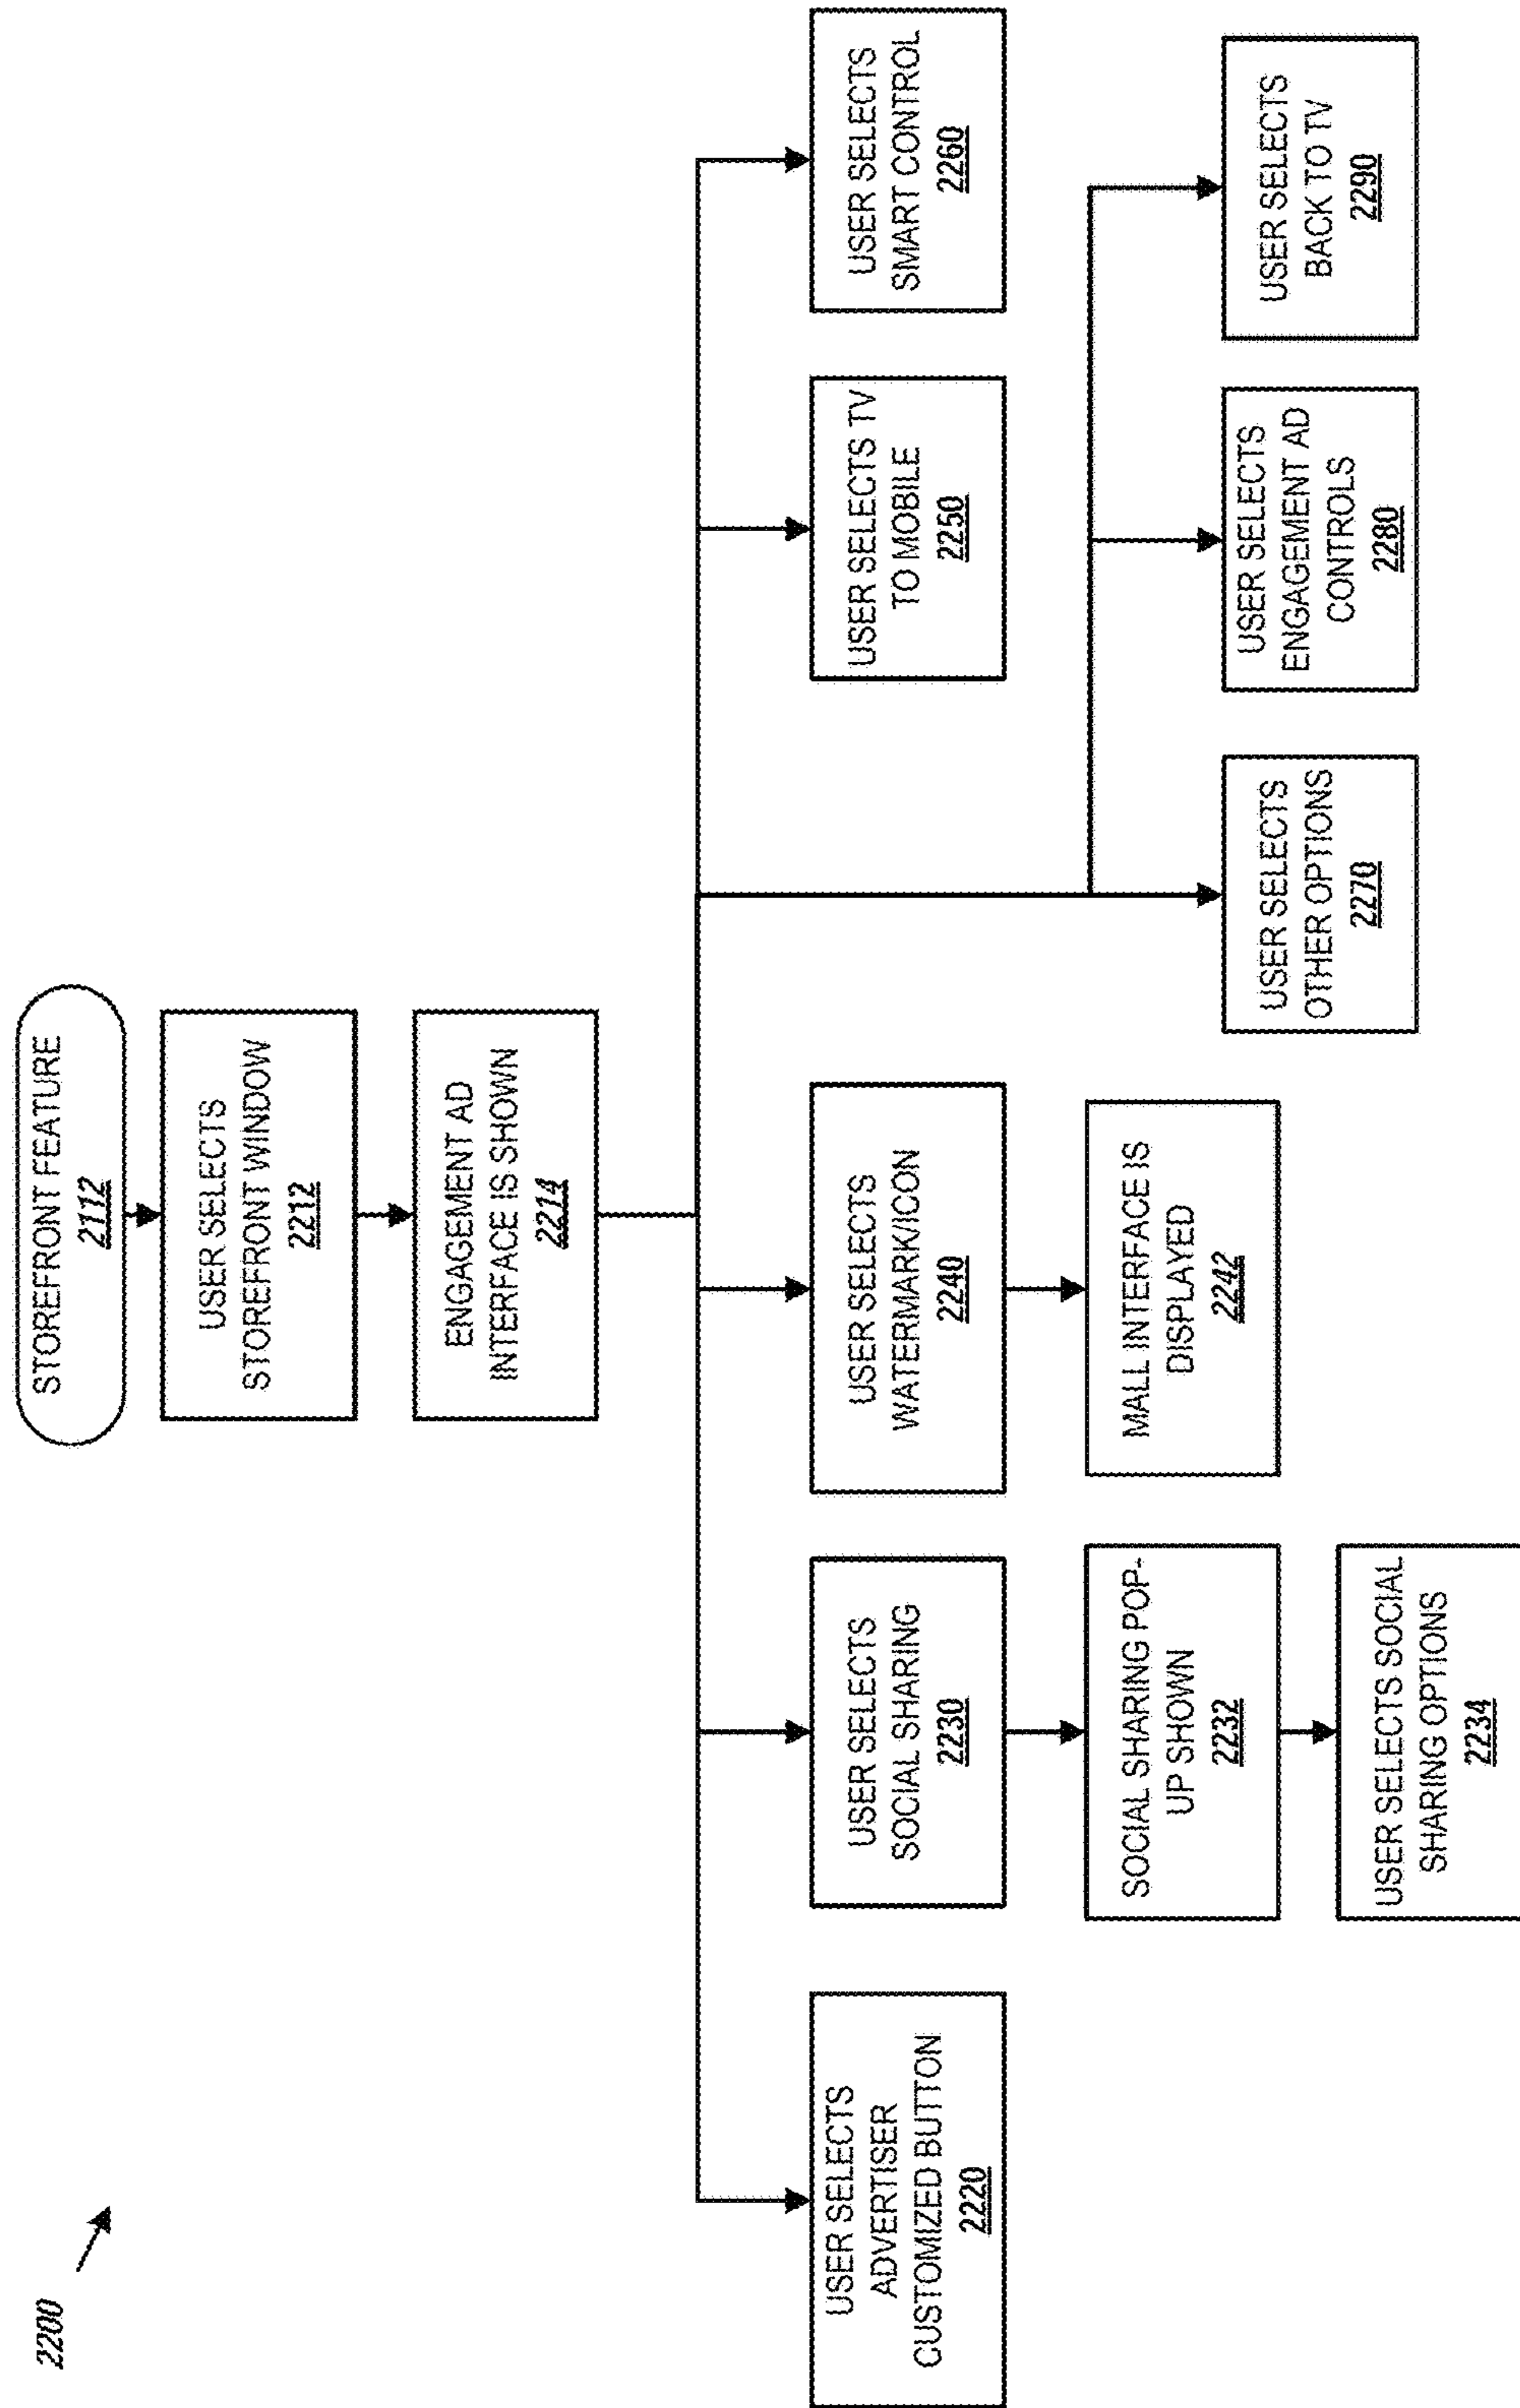 2200
STOREFRONT FEATURE
2112
USER SELECTS
STOREFRONT WINDOW
2212
ENGAGEMENT AD
INTERFACE IS SHOWN
2214
USER SELECTS
ADVERTISER
CUSTOMIZED BUTTON
2220
USER SELECTS
SOCIAL SHARING
2230
SOCIAL SHARING POP-
UP SHOWN
2232
USER SELECTS SOCIAL
SHARING OPTIONS
2234
USER SELECTS
WATERMARK/ICON
2240
MALL INTERFACE IS
DISPLAYED
2242
USER SELECTS TV
TO MOBILE
2250
USER SELECTS
SMART CONTROL
2260
USER SELECTS
OTHER OPTIONS
2270
USER SELECTS
ENGAGEMENT AD
CONTROLS
2280
USER SELECTS
BACK TO TV
2290